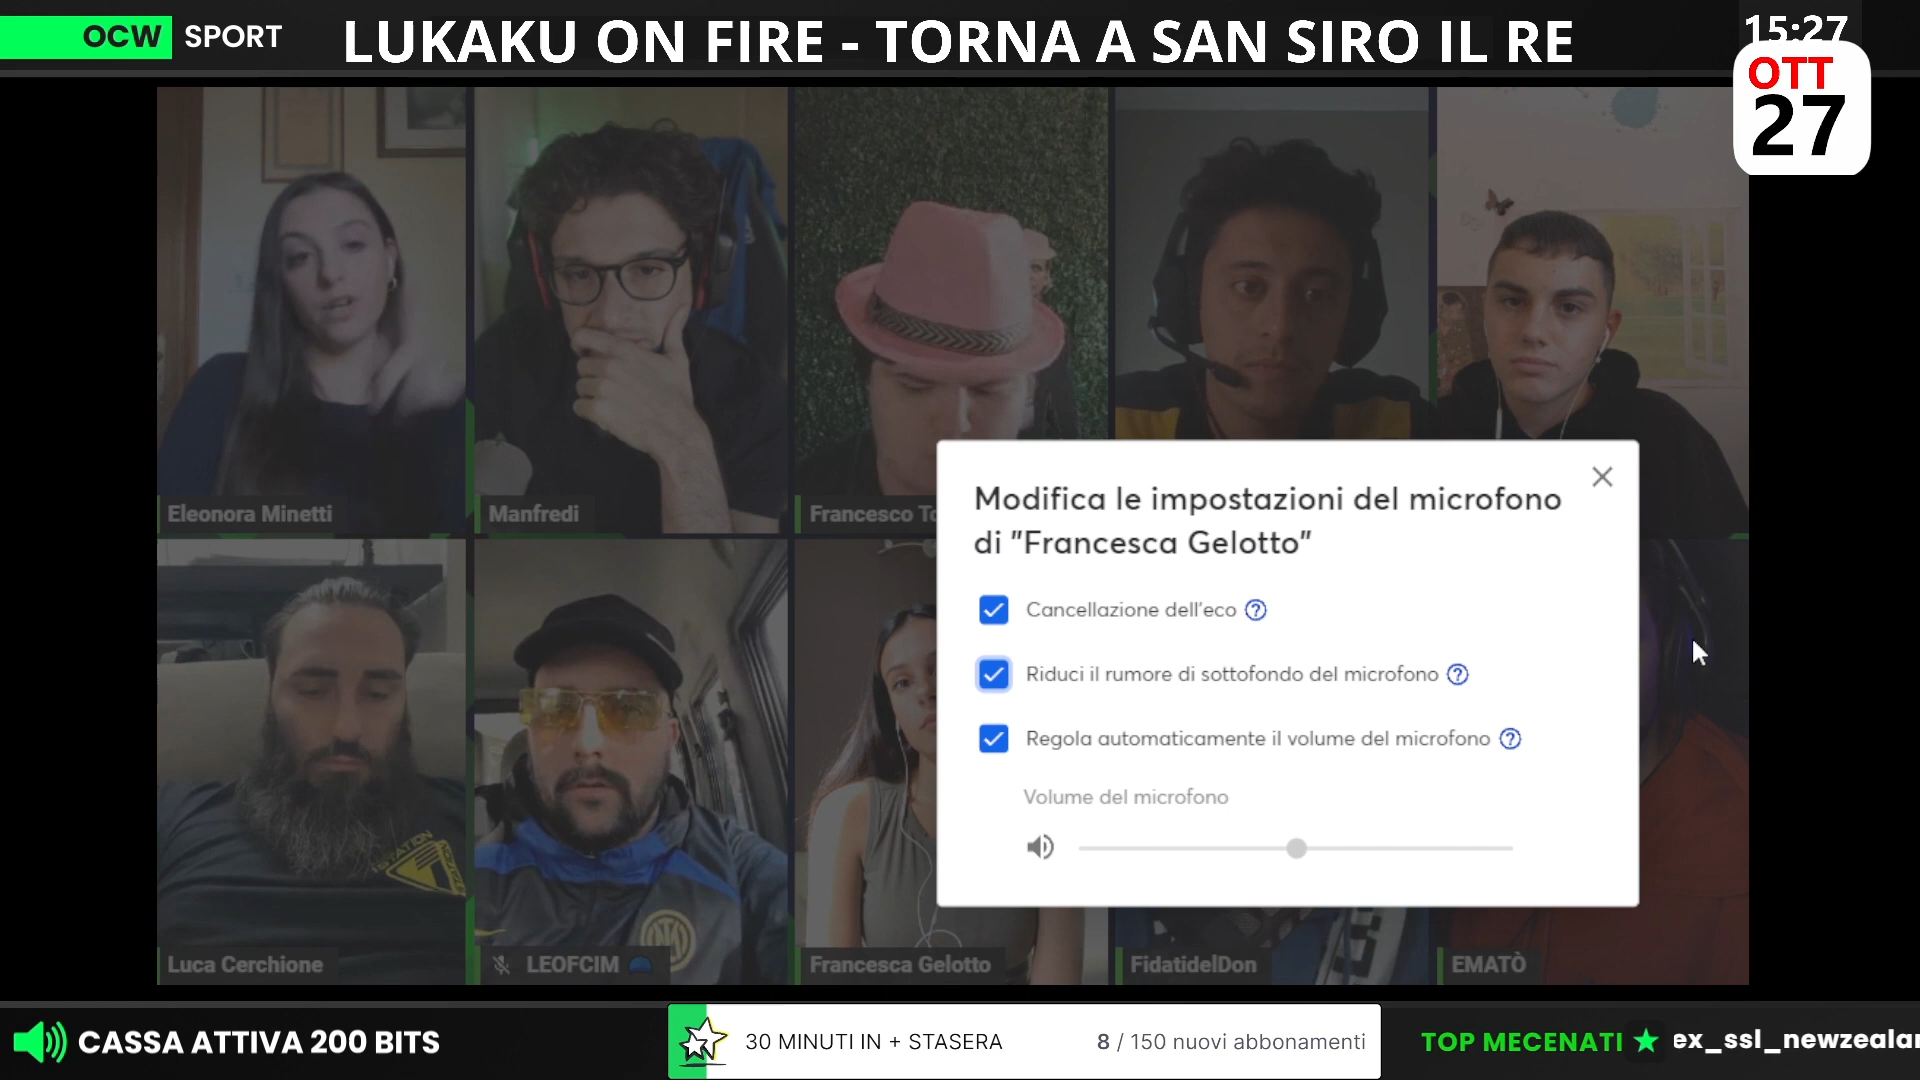 OCW SPORT
LUKAKU ON FIRE - TORNA A SAN SIRO IL RE
15:27
OTT
27
Eleonora Minetti
Manfredi
Francesco
Modifica le impostazioni del microfono
di "Francesca Gelotto"
Cancellazione dell'eco
Riduci il rumore di sottofondo del microfono
Regola automaticamente il volume del microfono
Volume del microfono
Luca Cerchione
LEOFCIM
Francesca Gelotto
FidatidelDon
EMATÒ
CASSA ATTIVA 200 BITS
30 MINUTI IN + STASERA
8 / 150 nuovi abbonamenti
TOP MECENATI